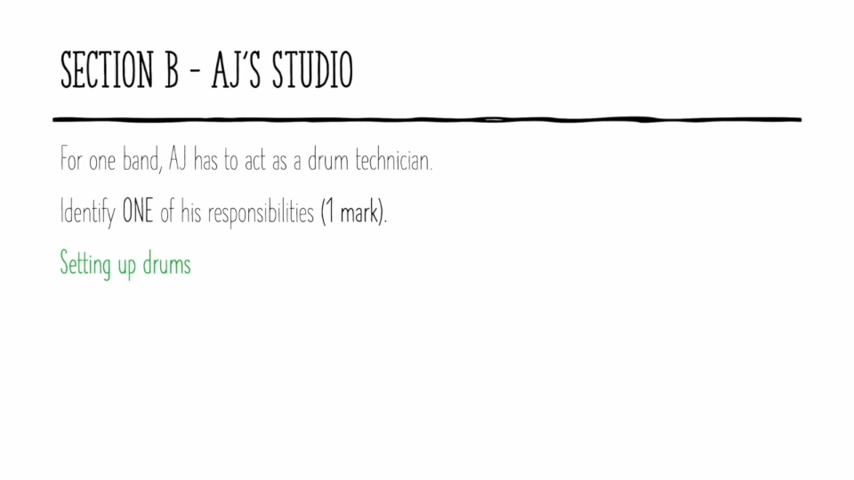 SECTION B - AJ'S STUDIO
For one band, AJ has to act as a drum technician.
Identify ONE of his responsibilities (1 mark).
Setting up drums